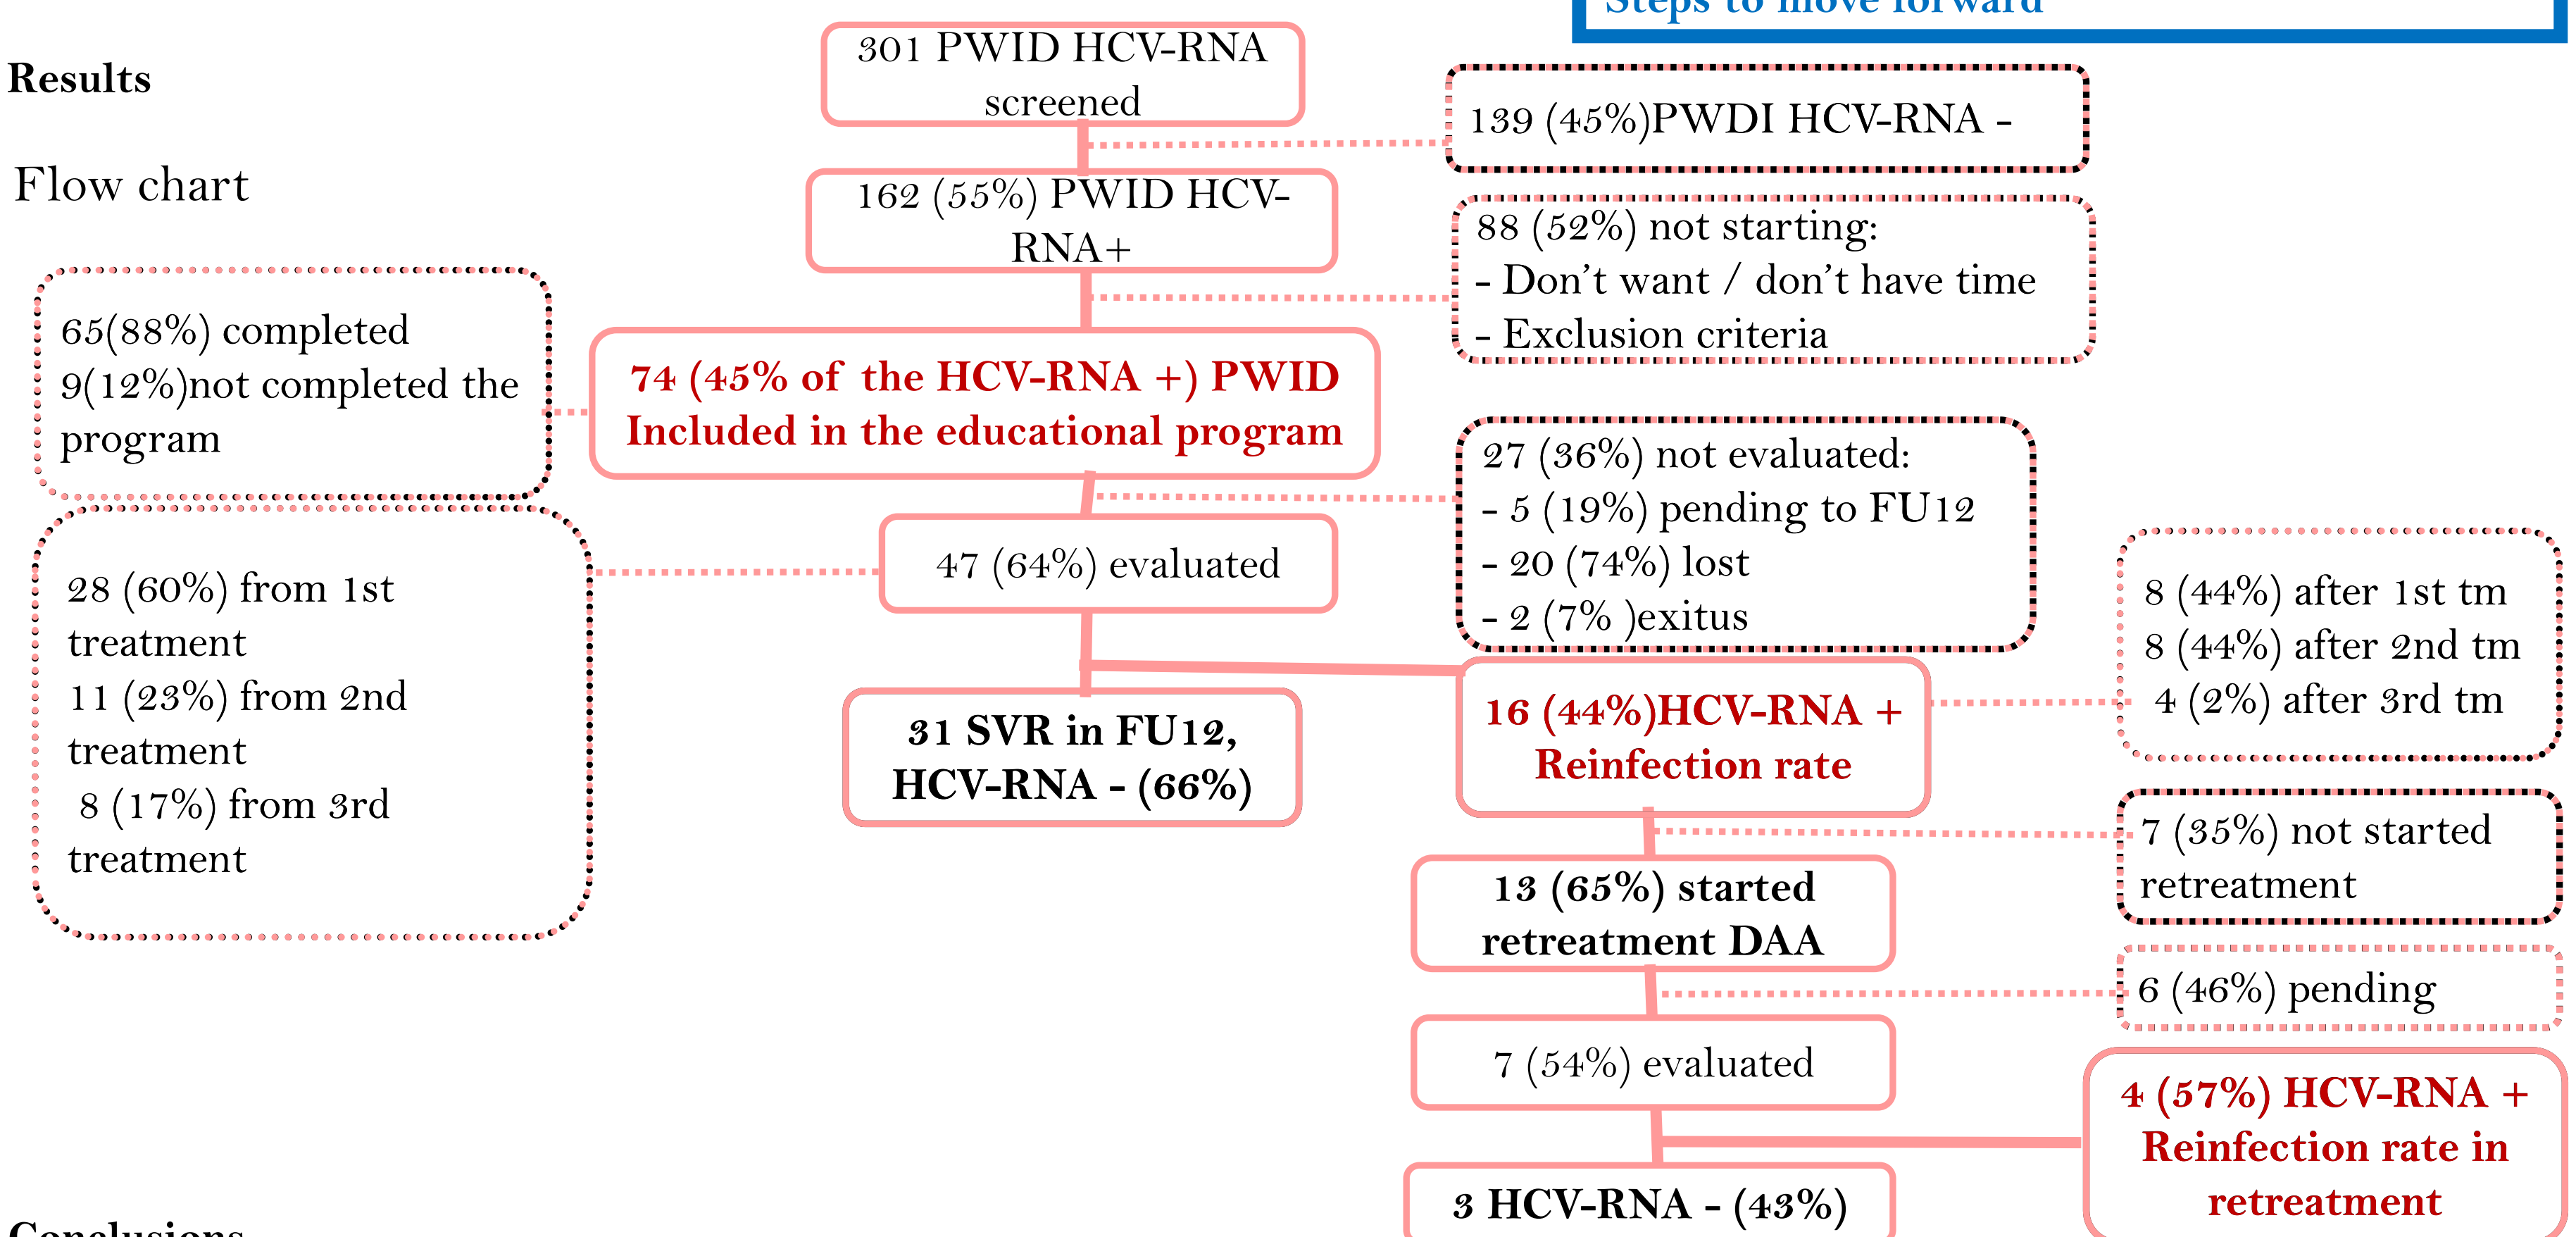 Steps to move forward
Results
Flow chart
301 PWID HCV-RNA
screened
139 (45%)PWDI HCV-RNA -
162 (55%) PWID HCV-
RNA+
88 (52%) not starting:
- Don't want / don't have time
- Exclusion criteria
65(88%) completed
9(12%)not completed the
program
74 (45% of the HCV-RNA +) PWID
Included in the educational program
27 (36%) not evaluated:
- 5 (19%) pending to FU12
- 20 (74%) lost
- 2 (7% )exitus
47 (64%) evaluated
28 (60%) from 1st
treatment
11 (23%) from 2nd
treatment
8 (17%) from 3rd
treatment
31 SVR in FU12,
HCV-RNA - (66%)
16 (44%)HCV-RNA +
Reinfection rate
8 (44%) after 1st tm
8 (44%) after 2nd tm
4 (2%) after 3rd tm
7 (35%) not started
retreatment
13 (65%) started
retreatment DAA
6 (46%) pending
7 (54%) evaluated
4 (57%) HCV-RNA +
Reinfection rate in
retreatment
3 HCV-RNA - (43%)
Conclusions